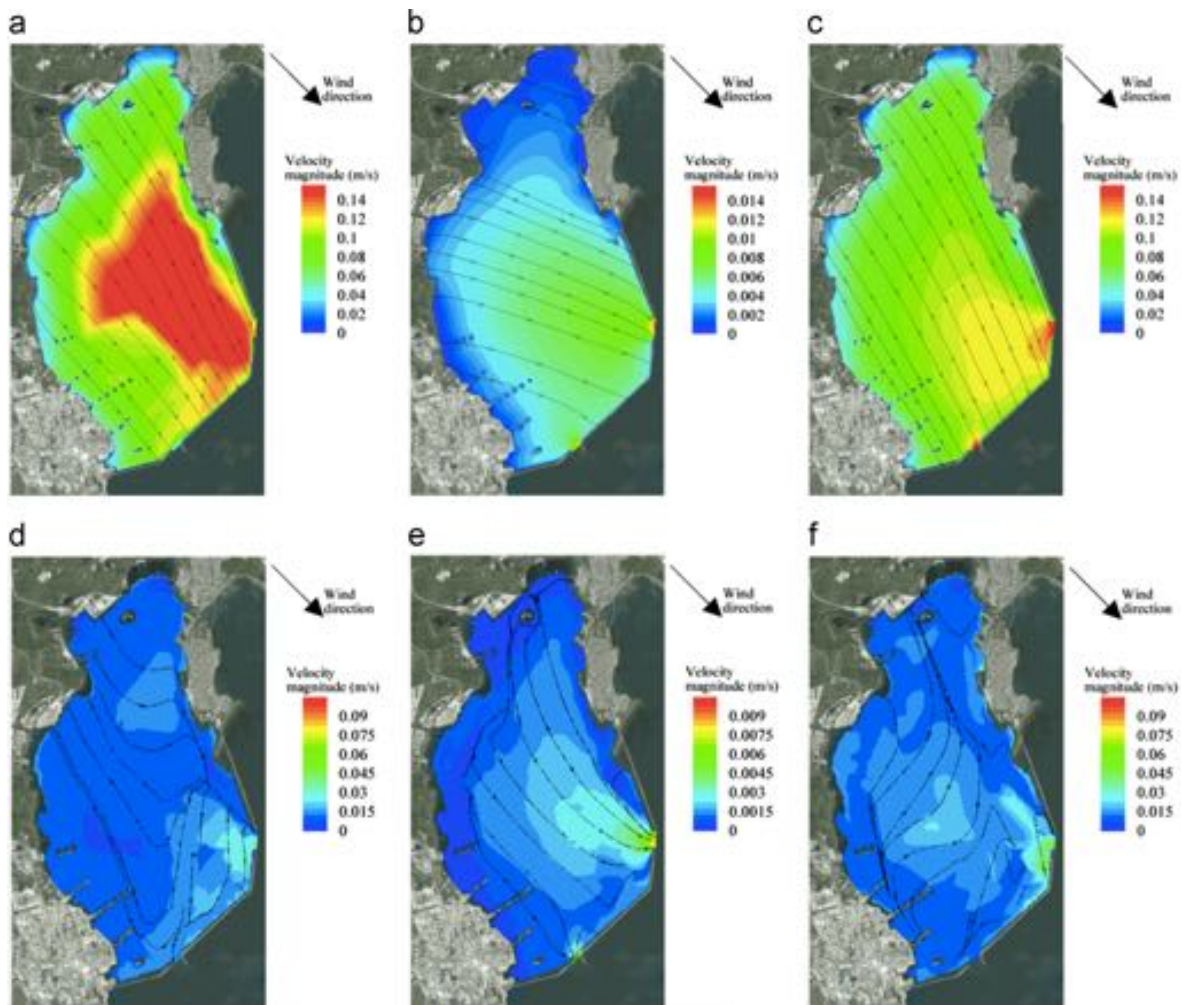 a
b
c
Wind
direction
Velocity
magnitude (m/s)
0.14
0.12
0.1
0.08
0.06
0.04
0.02
0
Wind
direction
Velocity
magnitude (m/s)
0.014
0.012
0.01
0.008
0.006
0.004
0.002
0
Wind
direction
Velocity
magnitude (m/s)
0.14
0.12
0.1
0.08
0.06
0.04
0.02
0
d
e
f
Wind
direction
Velocity
magnitude (m/s)
0.09
0.075
0.06
0.045
0.03
0.015
0
Wind
direction
Velocity
magnitude (m/s)
0.009
0.0075
0.006
0.0045
0.003
0.0015
0
Wind
direction
Velocity
magnitude (m/s)
0.09
0.075
0.06
0.045
0.03
0.015
0